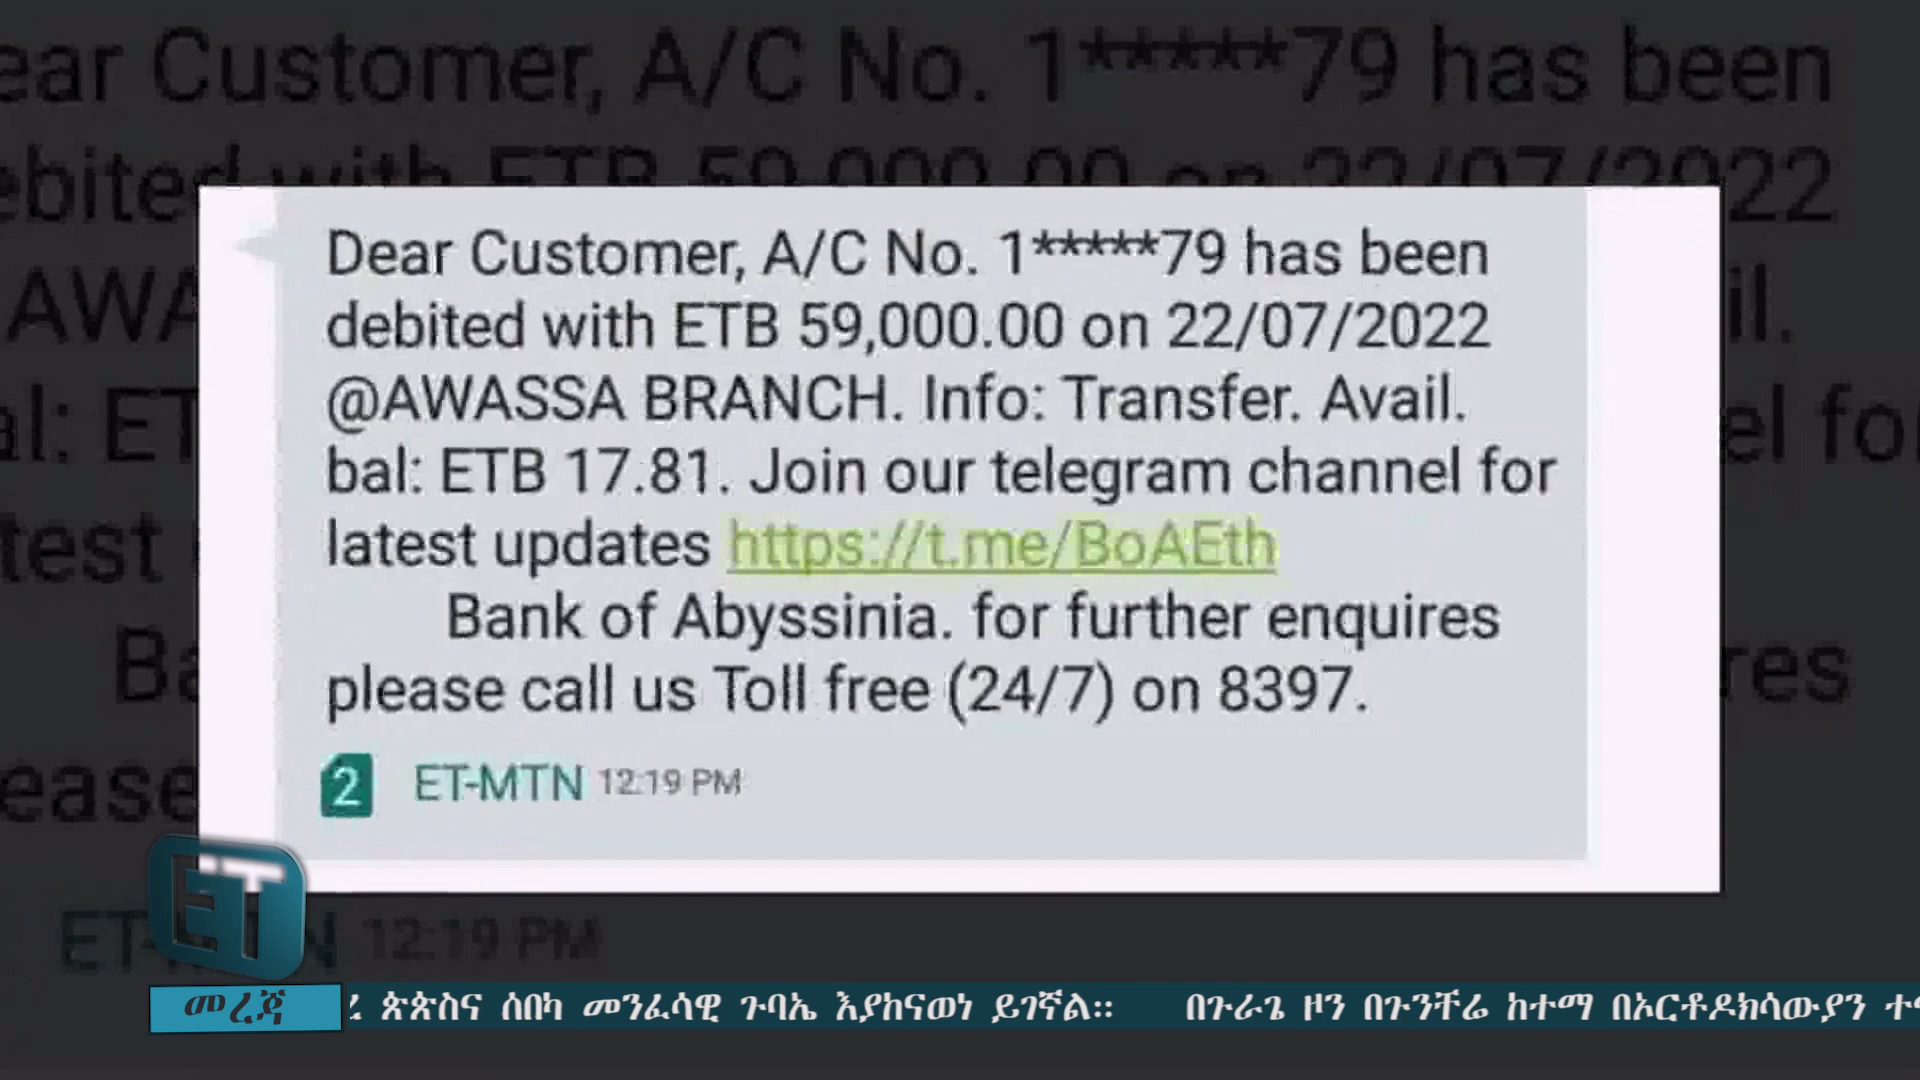 Dear Customer, A/C No. 1*****79 has been
debited with ETB 59,000.00 on 22/07/2022
@AWASSA BRANCH. Info: Transfer. Avail.
bal: ETB 17.81. Join our telegram channel for
latest updates https://t.me/BoAEth
Bank of Abyssinia. for further enquires
please call us Toll free (24/7) on 8397.
2 ET-MTN 12:19 PM
ET
መረጃ
ጳጳስና ሰበካ መንፈሳዊ ጉባኤ እያከናወነ ይገኛል። በጉራጌ ዞን በጉንቸሬ ከተማ በኦርቶዶክሳውያን